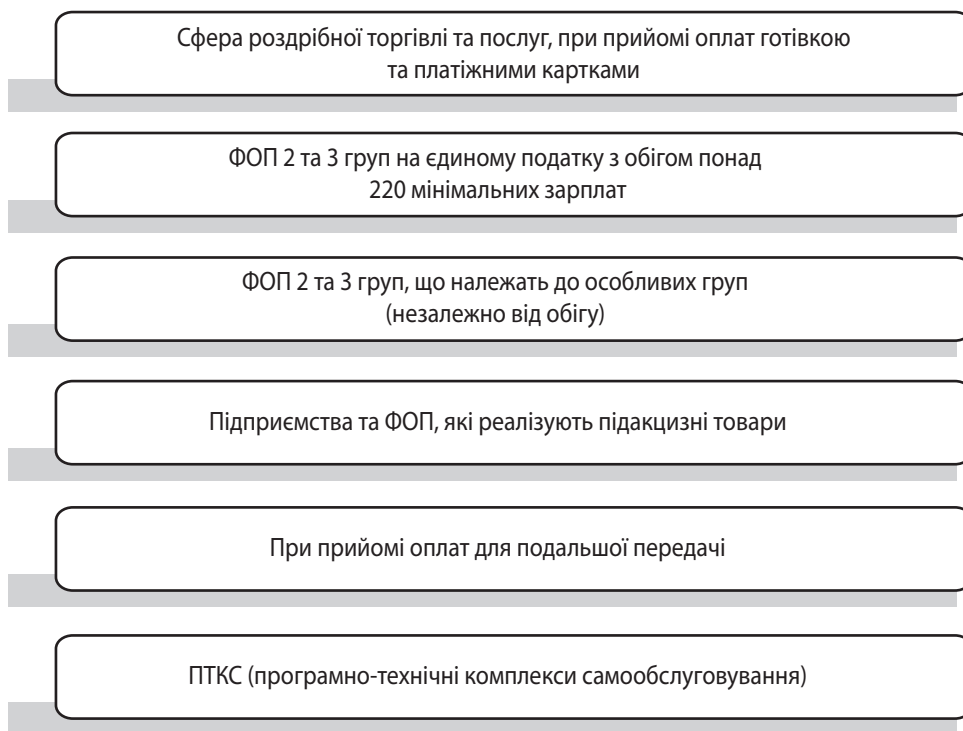 Сфера роздрібної торгівлі та послуг, при прийомі оплат готівкою
та платіжними картками
ФОП 2 та 3 груп на єдиному податку з обігом понад
220 мінімальних зарплат
ФОП 2 та 3 груп, що належать до особливих груп
(незалежно від обігу)
Підприємства та ФОП, які реалізують підакцизні товари
При прийомі оплат для подальшої передачі
ПТКС (програмно-технічні комплекси самообслуговування)